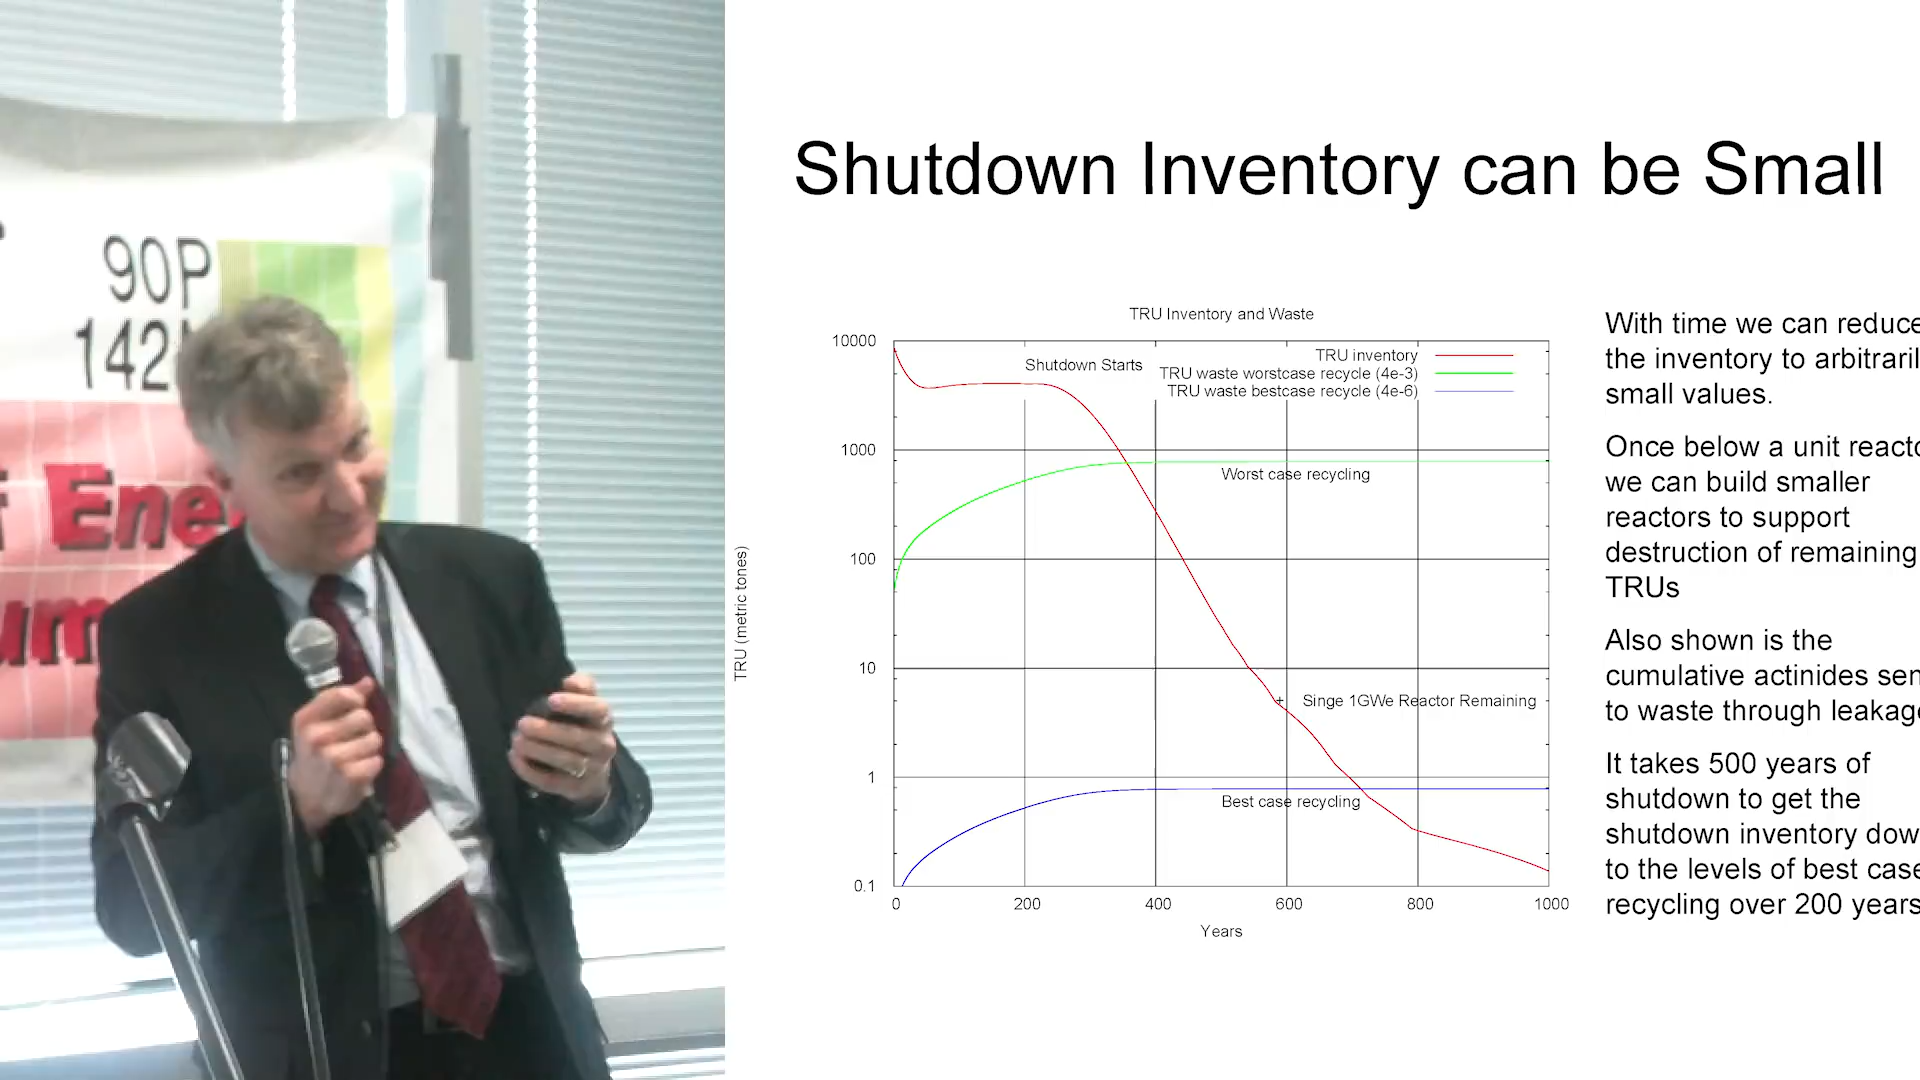 90P
142
Ene
um
Shutdown Inventory can be Small
TRU Inventory and Waste
TRU (metric tones)
10000
1000
100
10
1
0.1
Shutdown Starts
TRU inventory
TRU waste worstcase recycle (4e-3)
TRU waste bestcase recycle (4e-6)
Worst case recycling
Singe 1GWe Reactor Remaining
Best case recycling
0 200 400 600 800 1000
Years
With time we can reduce
the inventory to arbitraril
small values.
Once below a unit reacto
we can build smaller
reactors to support
destruction of remaining
TRUs
Also shown is the
cumulative actinides sen
to waste through leakage
It takes 500 years of
shutdown to get the
shutdown inventory dow
to the levels of best case
recycling over 200 years